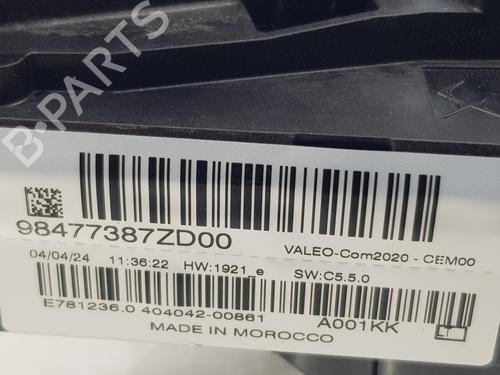 B-PARTS
98477387ZD00
VALEO-Com2020 - CEM00
04/04/24 11:36:22 HW:1921_e SW:C5.5.0
E781236.0 404042-00861 A001KK
MADE IN MOROCCO